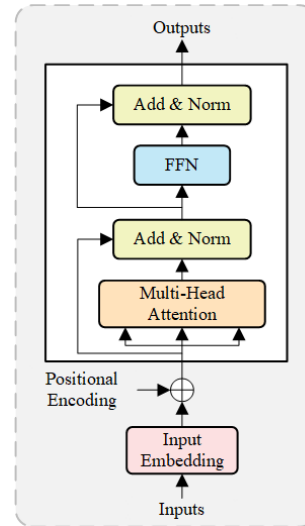 Outputs
Add & Norm
FFN
Add & Norm
Multi-Head
Attention
Positional
Encoding
Input
Embedding
Inputs